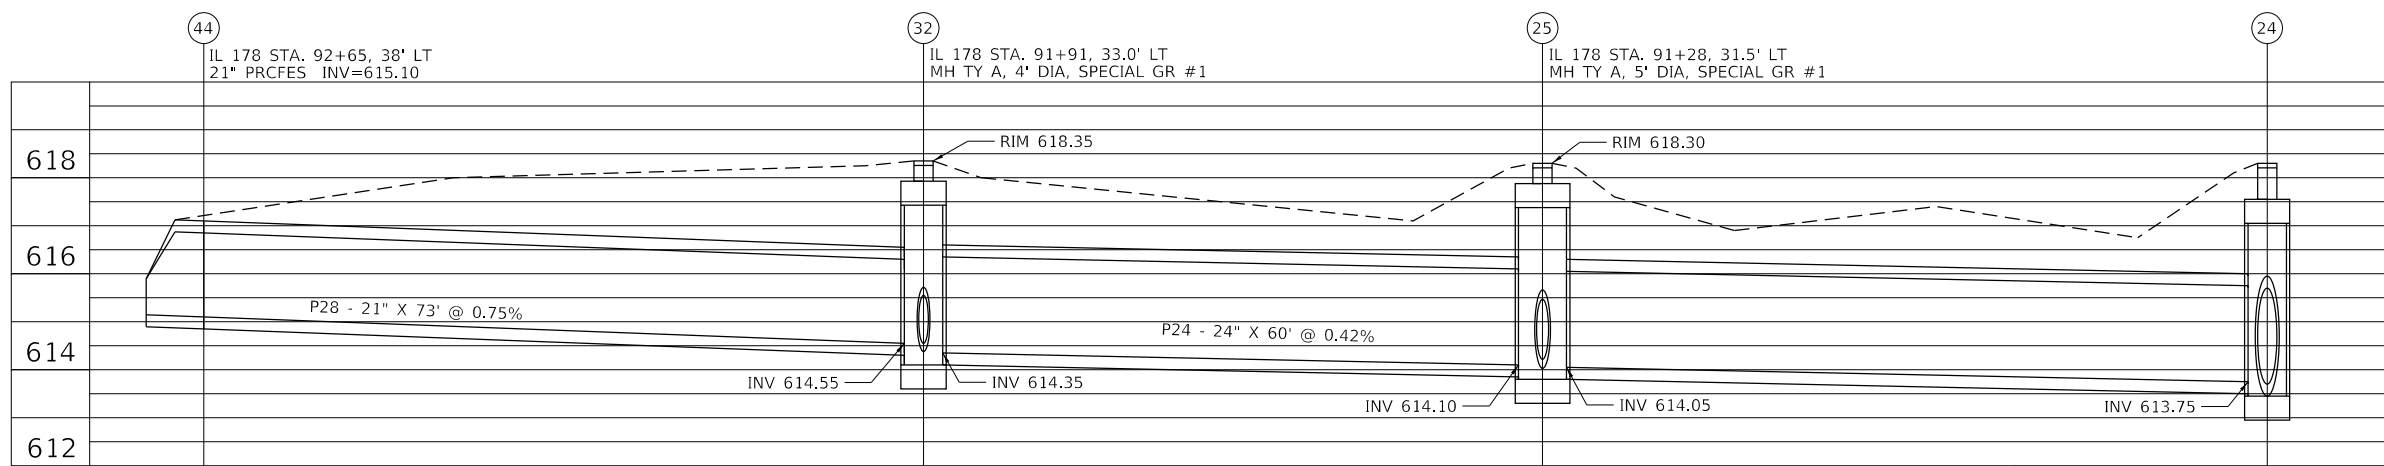 44
32
25
24
IL 178 STA. 92+65, 38' LT
21" PRCFES INV=615.10
IL 178 STA. 91+91, 33.0' LT
MH TY A, 4' DIA, SPECIAL GR #1
IL 178 STA. 91+28, 31.5' LT
MH TY A, 5' DIA, SPECIAL GR #1
RIM 618.35
RIM 618.30
618
616
P28 - 21" X 73' @ 0.75%
P24 - 24" X 60' @ 0.42%
614
INV 614.55
INV 614.35
INV 614.10
INV 614.05
INV 613.75
612